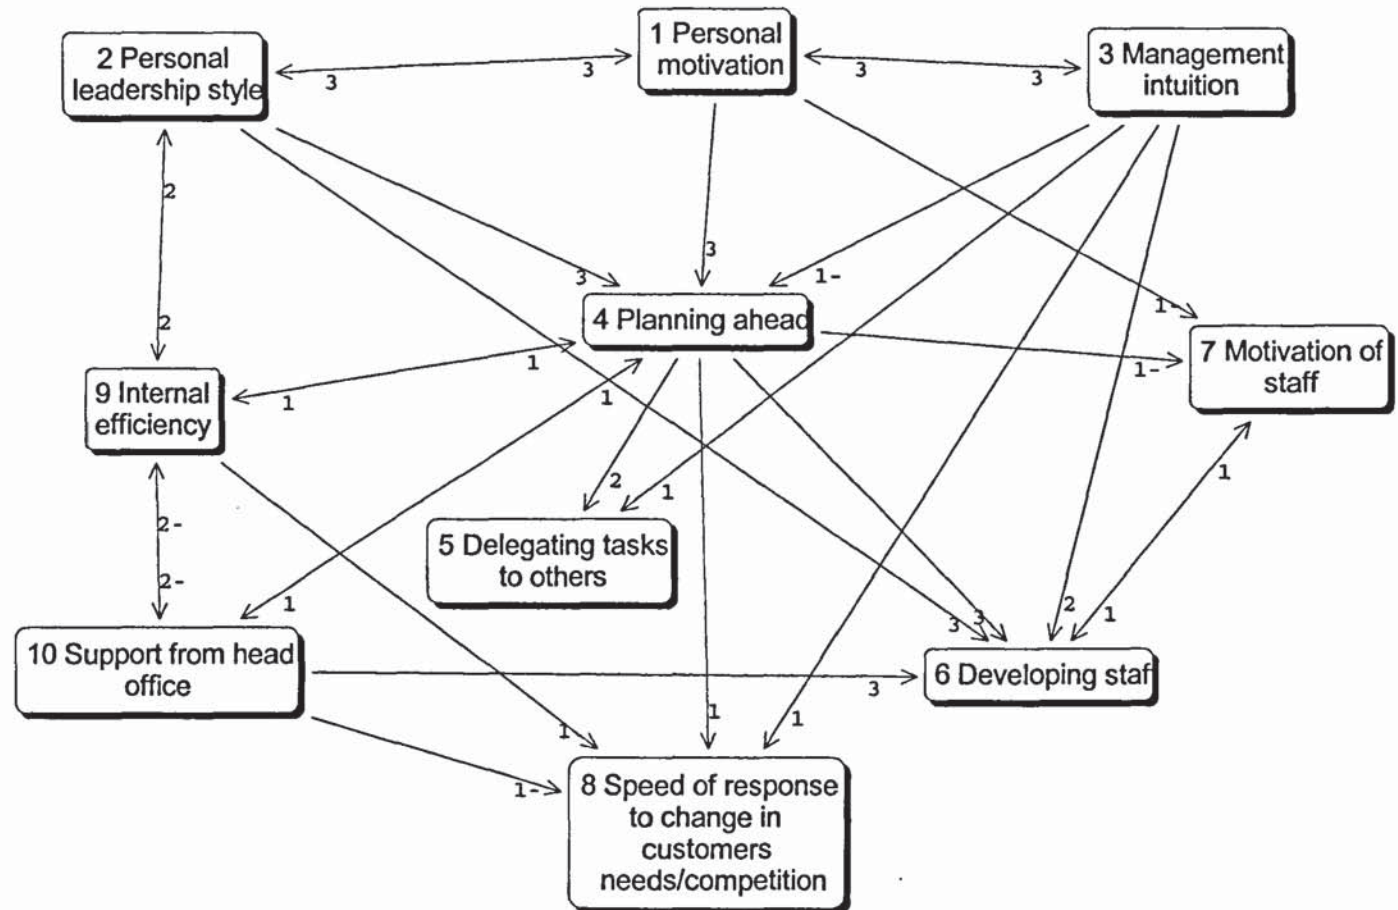 1 Personal
motivation
2 Personal
leadership style
3 Management
intuition
3
3
3
3
2
2
3
3
1-
1-
4 Planning ahead
7 Motivation of
staff
1-
9 Internal
efficiency
1
1
1
2
1
1
5 Delegating tasks
to others
2-
2-
1
2
1
3
3
10 Support from head
office
3
6 Developing staff
1
1
1
1-
8 Speed of response
to change in
customers
needs/competition